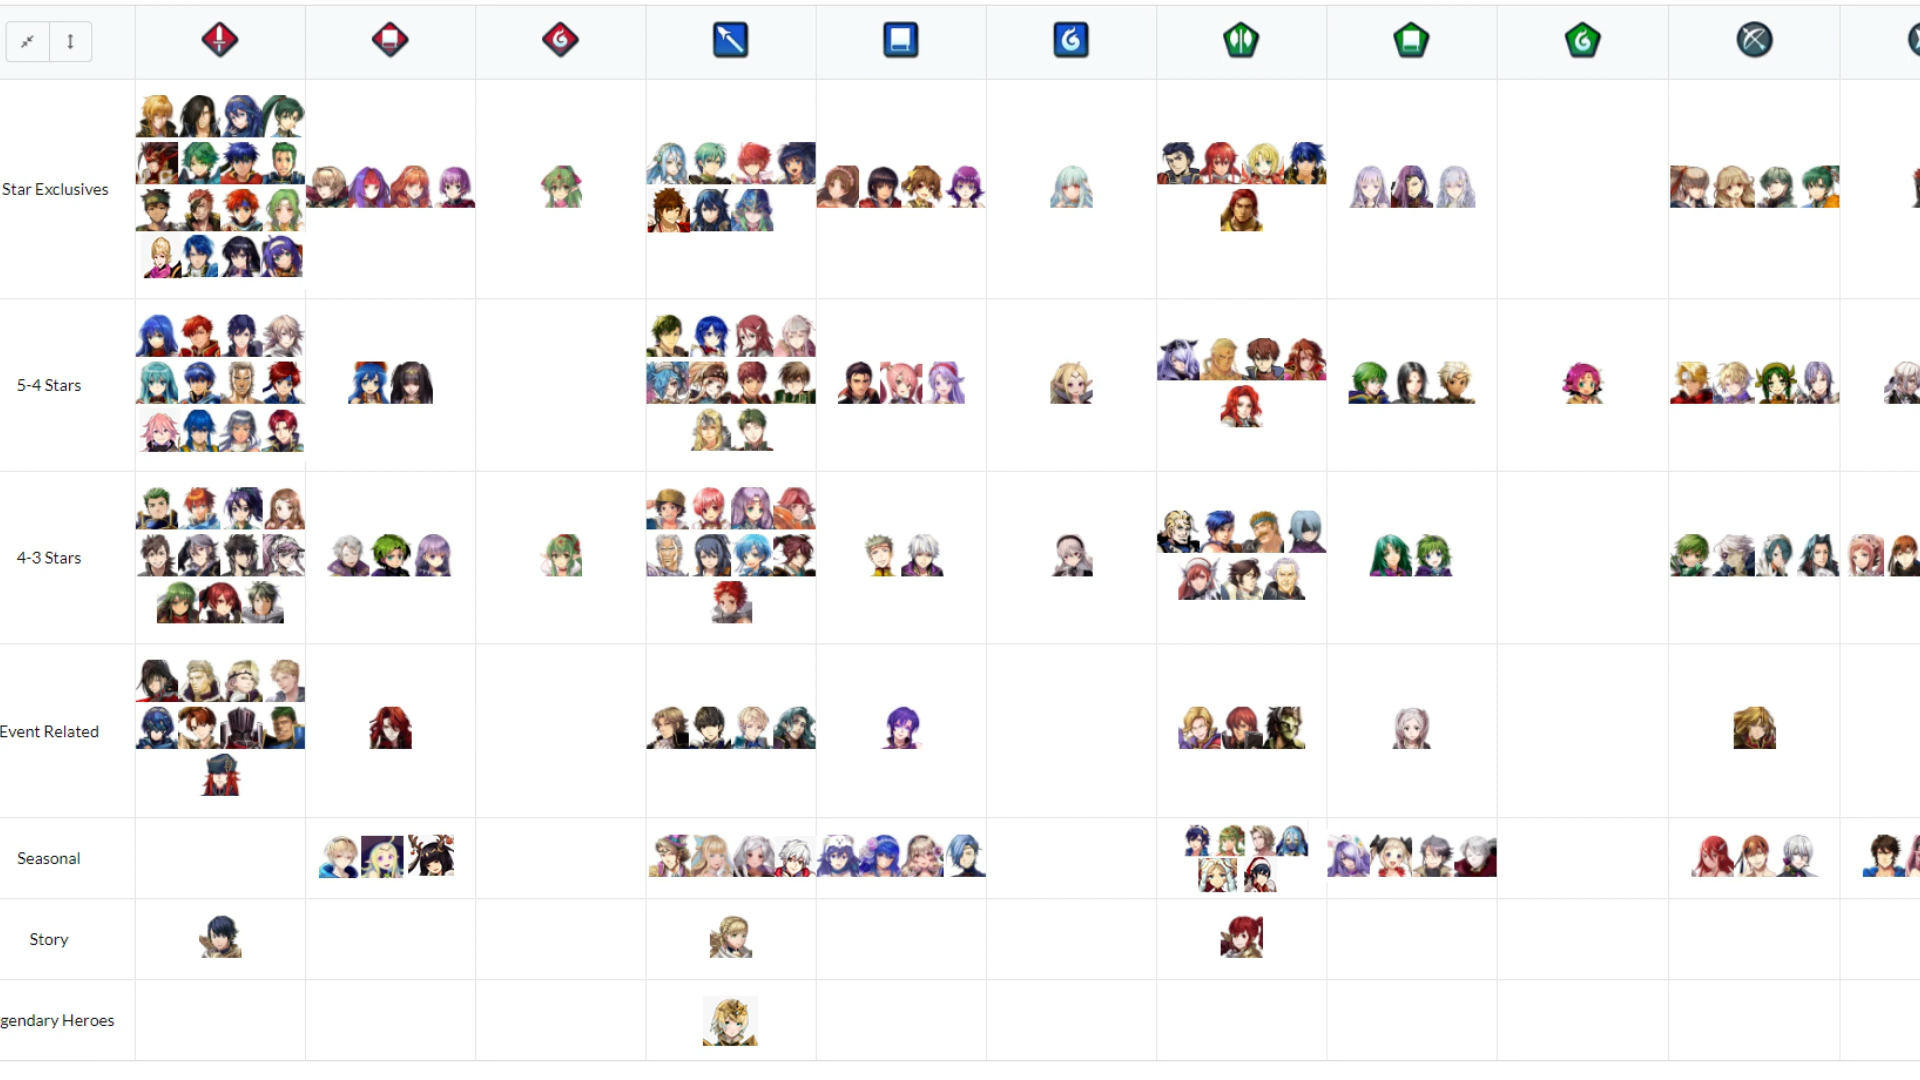 Star Exclusives
5-4 Stars
4-3 Stars
Event Related
Seasonal
Story
gendary Heroes